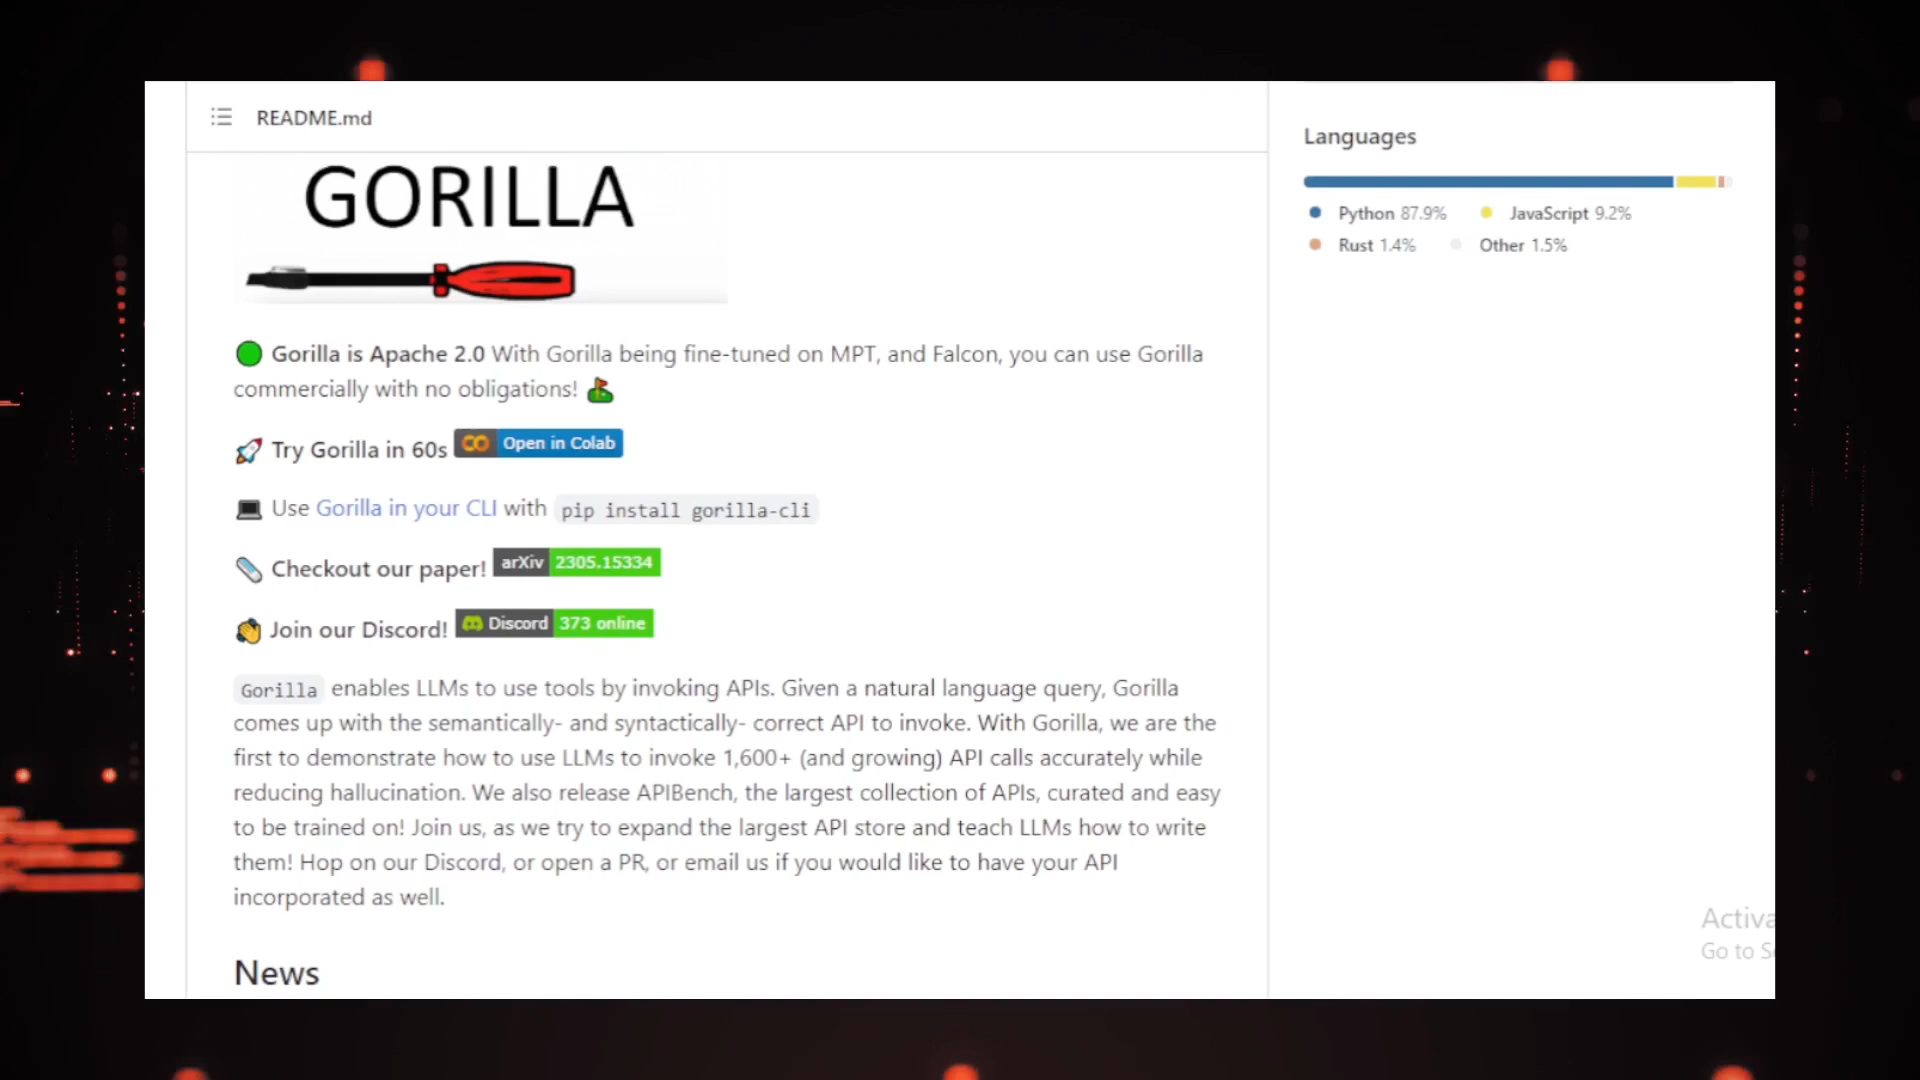 README.md
GORILLA
Gorilla is Apache 2.0 With Gorilla being fine-tuned on MPT, and Falcon, you can use Gorilla
commercially with no obligations!
Try Gorilla in 60s Open in Colab
Use Gorilla in your CLI with pip install gorilla-cli
Checkout our paper! arXiv 2305.15334
Join our Discord! Discord 373 online
Gorilla enables LLMs to use tools by invoking APIs. Given a natural language query, Gorilla
comes up with the semantically- and syntactically- correct API to invoke. With Gorilla, we are the
first to demonstrate how to use LLMs to invoke 1,600+ (and growing) API calls accurately while
reducing hallucination. We also release APIBench, the largest collection of APIs, curated and easy
to be trained on! Join us, as we try to expand the largest API store and teach LLMs how to write
them! Hop on our Discord, or open a PR, or email us if you would like to have your API
incorporated as well.
News
Languages
Python 87.9% JavaScript 9.2%
Rust 1.4% Other 1.5%
Activa
Go to S